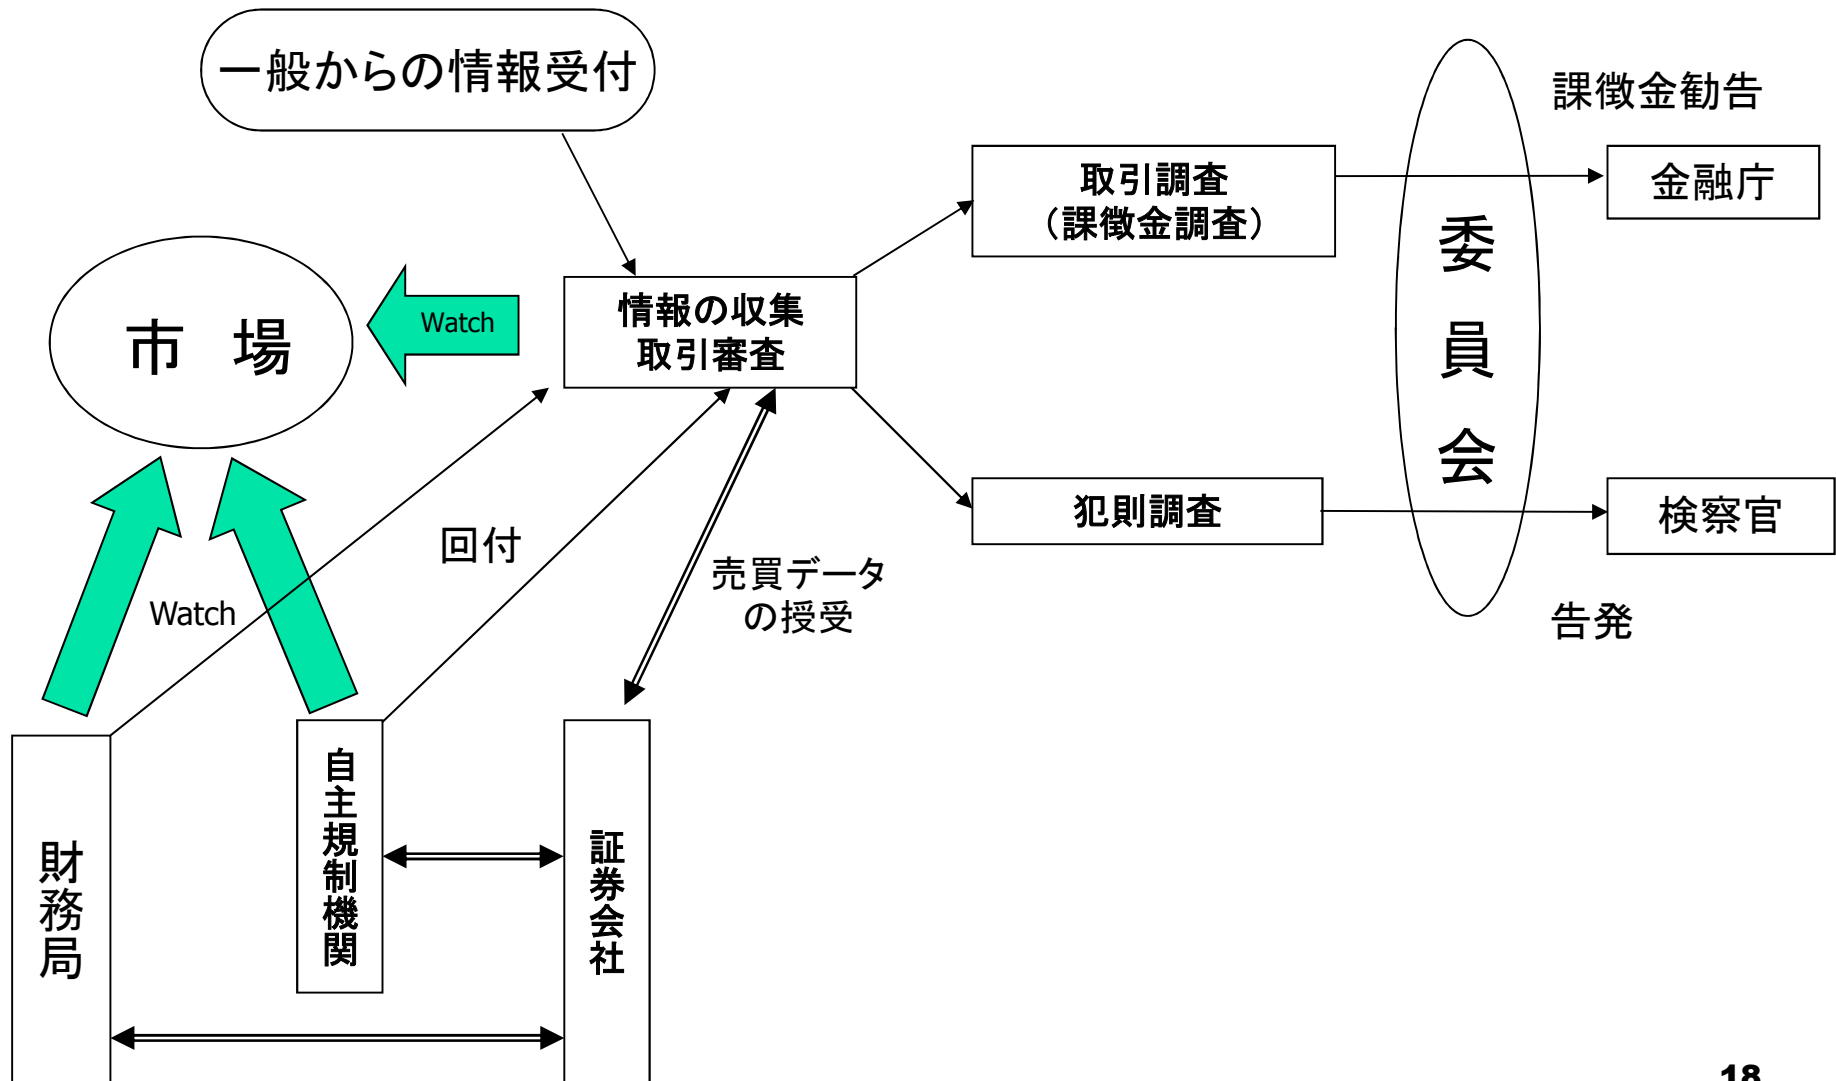 一般からの情報受付
課徴金勧告
取引調査
（課徴金調査）
金融庁
委員会
市　場
Watch
情報の収集
取引審査
犯則調査
検察官
回付
売買データ
の授受
Watch
告発
財務局
自主規制機関
証券会社
18